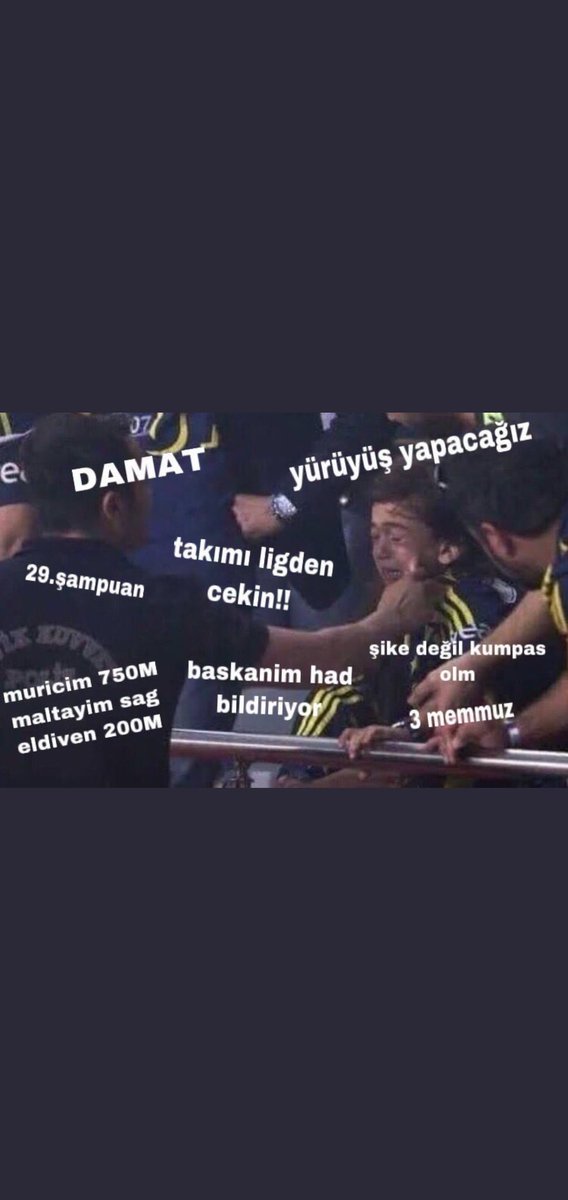 07
DAMAT
yürüyüş yapacağız
takımı ligden
cekin!!
29.şampuan
şike değil kumpas
olm
baskanim had
bildiriyor
muricim 750M
maltayim sag
eldiven 200M
3 memmuz